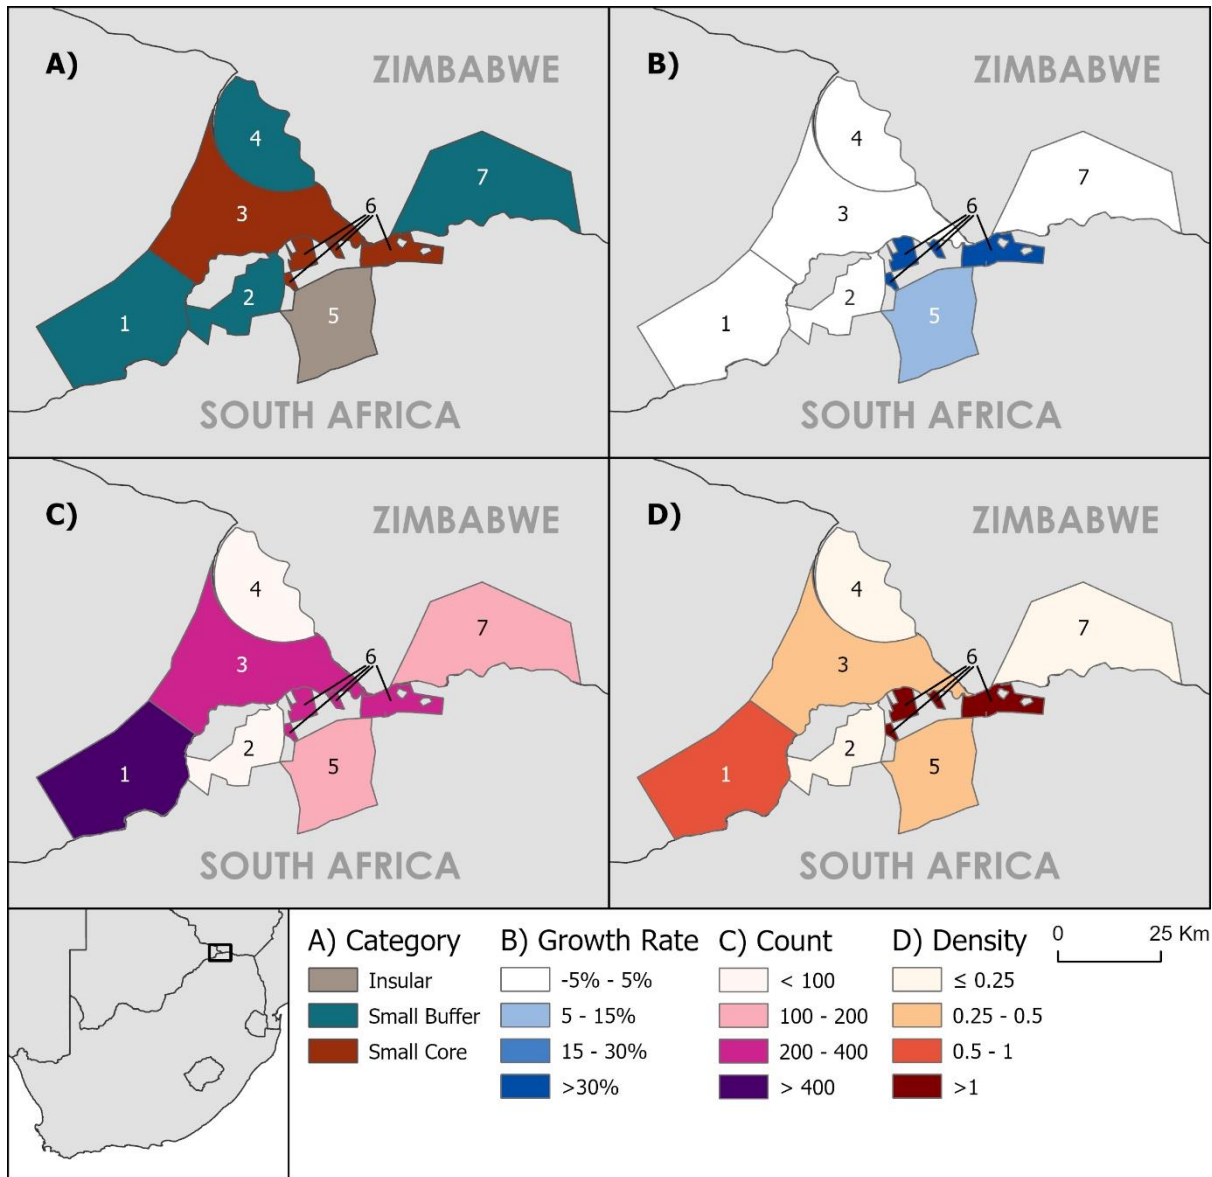 A)
ZIMBABWE
4
7
3
6
2
1
5
SOUTH AFRICA
B)
ZIMBABWE
4
7
3
6
2
1
5
SOUTH AFRICA
C)
ZIMBABWE
4
7
3
6
2
1
5
SOUTH AFRICA
D)
ZIMBABWE
4
7
3
6
2
1
5
SOUTH AFRICA
A) Category
Insular
Small Buffer
Small Core
B) Growth Rate
-5% - 5%
5 - 15%
15 - 30%
>30%
C) Count
< 100
100 - 200
200 - 400
> 400
D) Density
≤ 0.25
0.25 - 0.5
0.5 - 1
>1
0 25 Km